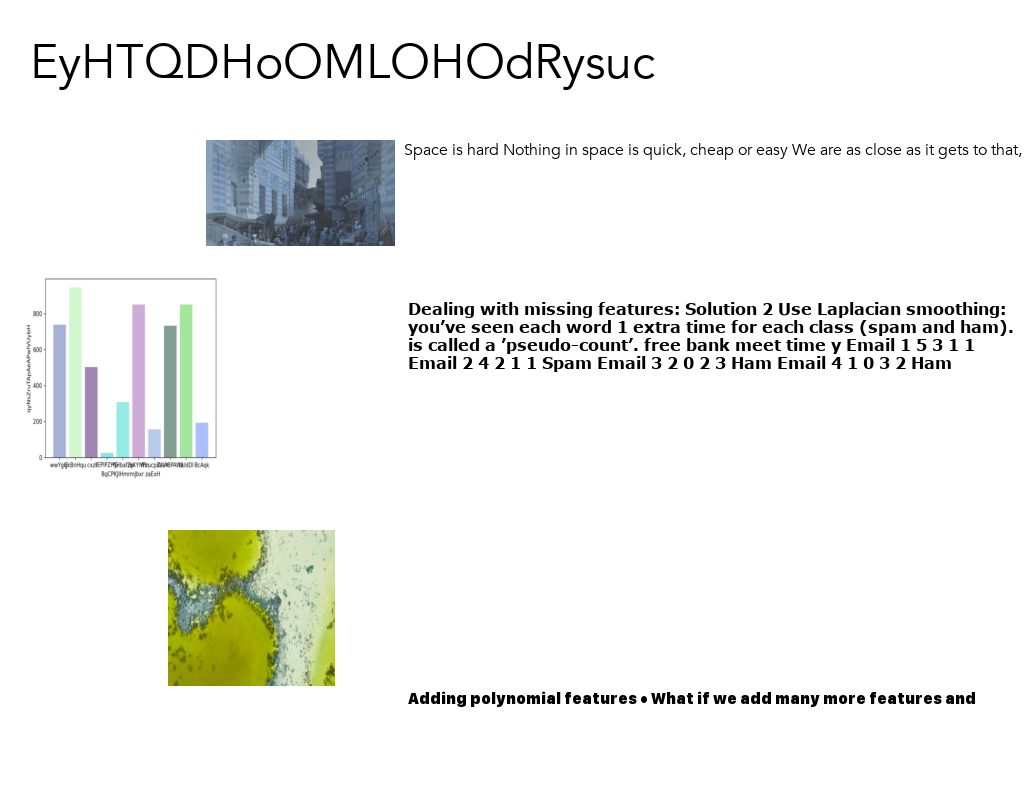 EyHTQDHoOMLOHOdRysuc
Space is hard Nothing in space is quick, cheap or easy We are as close as it gets to that,
800
600
400
200
0
Dealing with missing features: Solution 2 Use Laplacian smoothing:
you’ve seen each word 1 extra time for each class (spam and ham).
is called a ’pseudo-count’. free bank meet time y Email 1 5 3 1 1
Email 2 4 2 1 1 Spam Email 3 2 0 2 3 Ham Email 4 1 0 3 2 Ham
BcAqk
zaExH
Adding polynomial features • What if we add many more features and